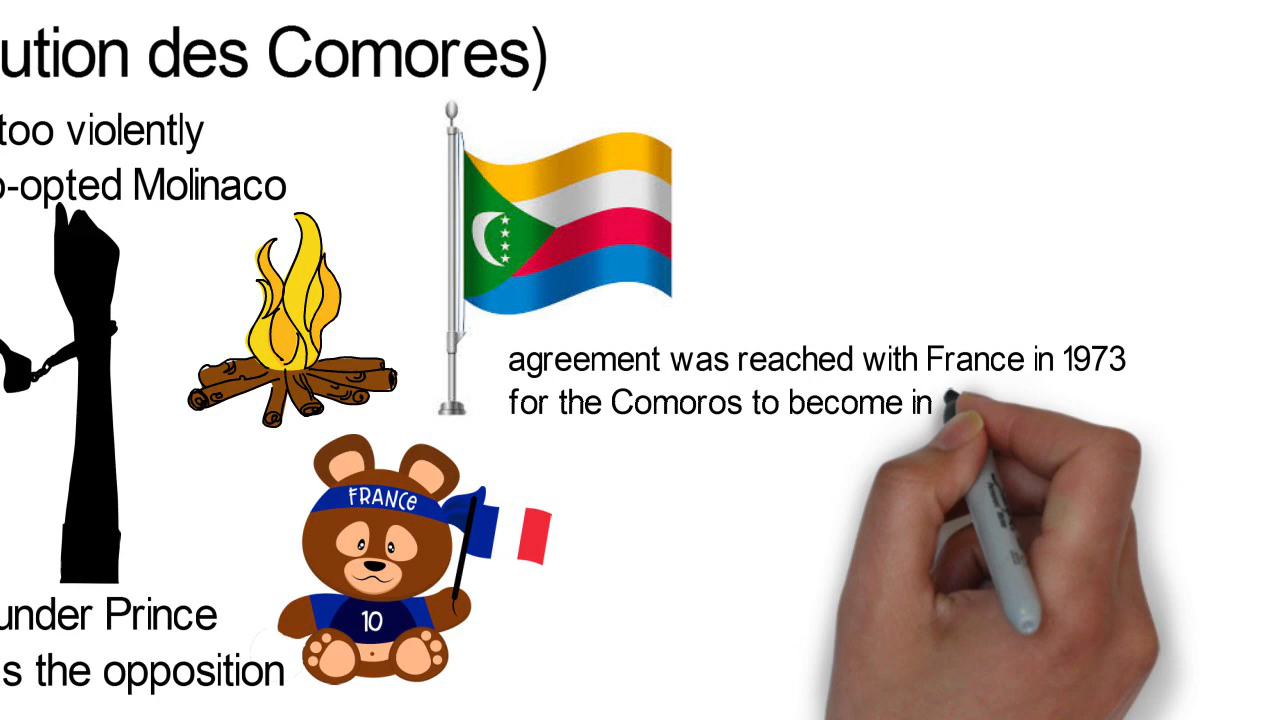 ution des Comores)
too violently
o-opted Molinaco
agreement was reached with France in 1973
for the Comoros to become in
FRANCE
10
under Prince
s the opposition